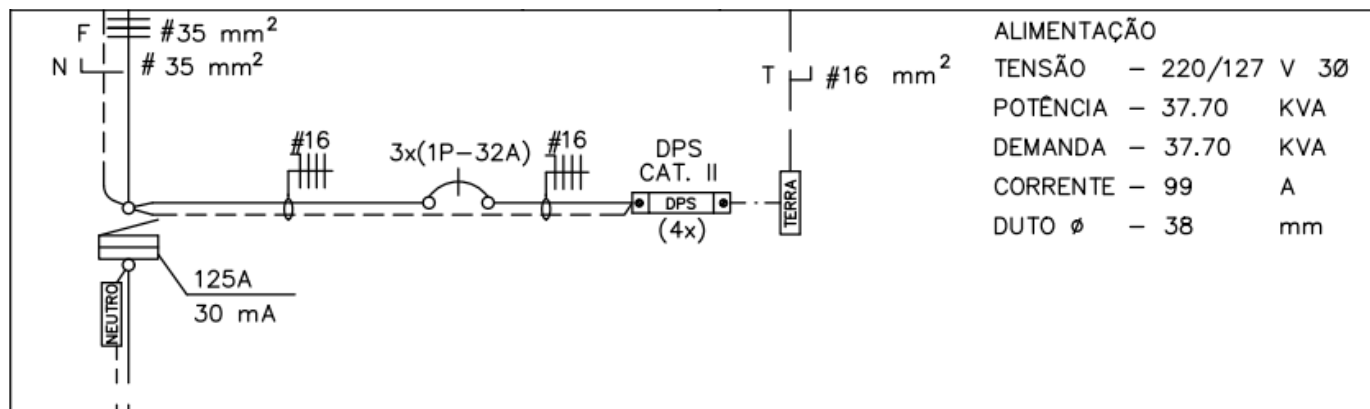 F #35 mm²
N # 35 mm²
T #16 mm²
#16
3x(1P-32A)
#16
DPS
CAT. II
DPS
(4x)
TERRA
125A
30 mA
NEUTRO
ALIMENTAÇÃO
TENSÃO - 220/127 V 3Ø
POTÊNCIA - 37.70 KVA
DEMANDA - 37.70 KVA
CORRENTE - 99 A
DUTO ø - 38 mm